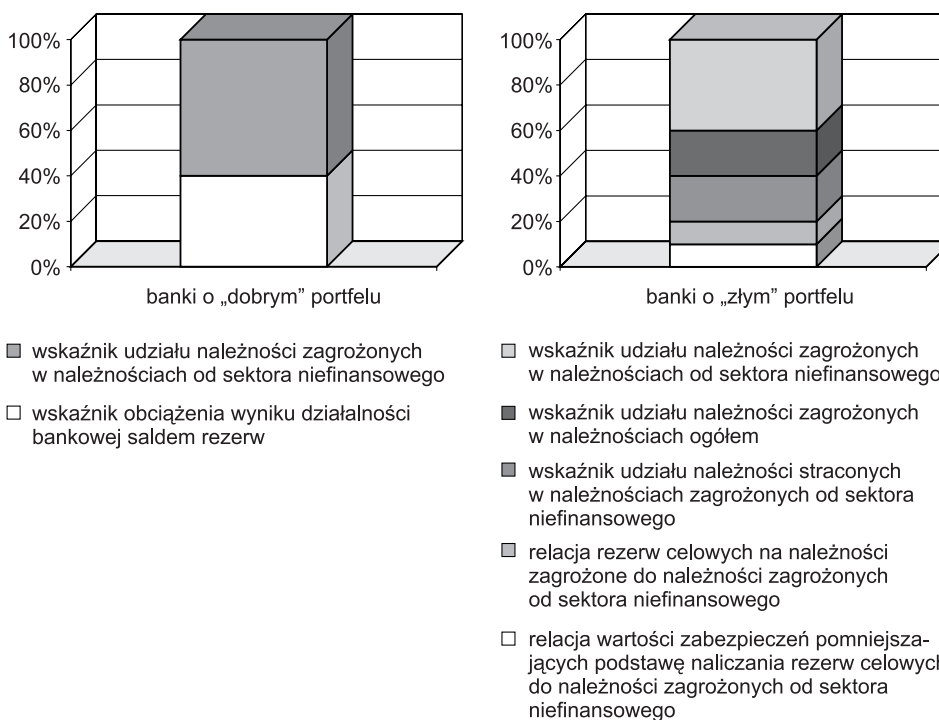 100%
80%
60%
40%
20%
0%
banki o „dobrym” portfelu
wskaźnik udziału należności zagrożonych
w należnościach od sektora niefinansowego
wskaźnik obciążenia wyniku działalności
bankowej saldem rezerw
100%
80%
60%
40%
20%
0%
banki o „złym” portfelu
wskaźnik udziału należności zagrożonych
w należnościach od sektora niefinansowego
wskaźnik udziału należności zagrożonych
w należnościach ogółem
wskaźnik udziału należności straconych
w należnościach zagrożonych od sektora
niefinansowego
relacja rezerw celowych na należności
zagrożone do należności zagrożonych
od sektora niefinansowego
relacja wartości zabezpieczeń pomniejsza-
jących podstawę naliczania rezerw celowych
do należności zagrożonych od sektora
niefinansowego